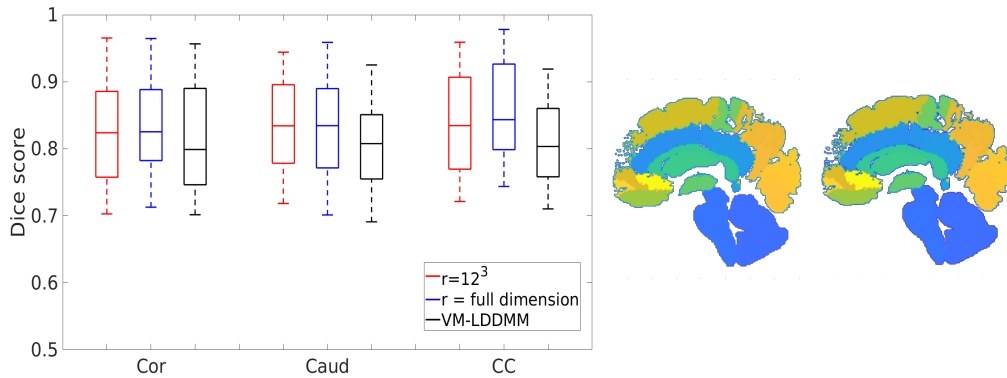 1
0.9
0.8
0.7
0.6
0.5
Dice score
Cor Caud CC
r=12³
r = full dimension
VM-LDDMM